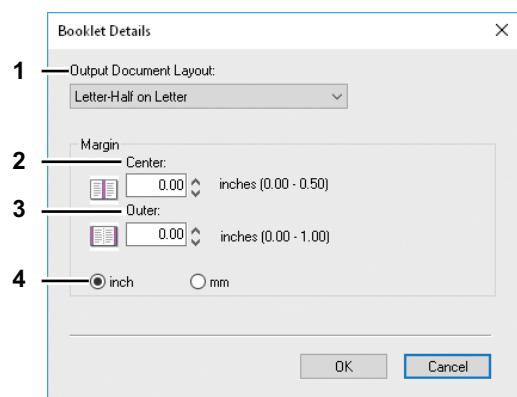 Booklet Details
1
Output Document Layout:
Letter-Half on Letter
Margin
2
Center:
0.00 inches (0.00 - 0.50)
3
Outer:
0.00 inches (0.00 - 1.00)
4
inch mm
OK Cancel